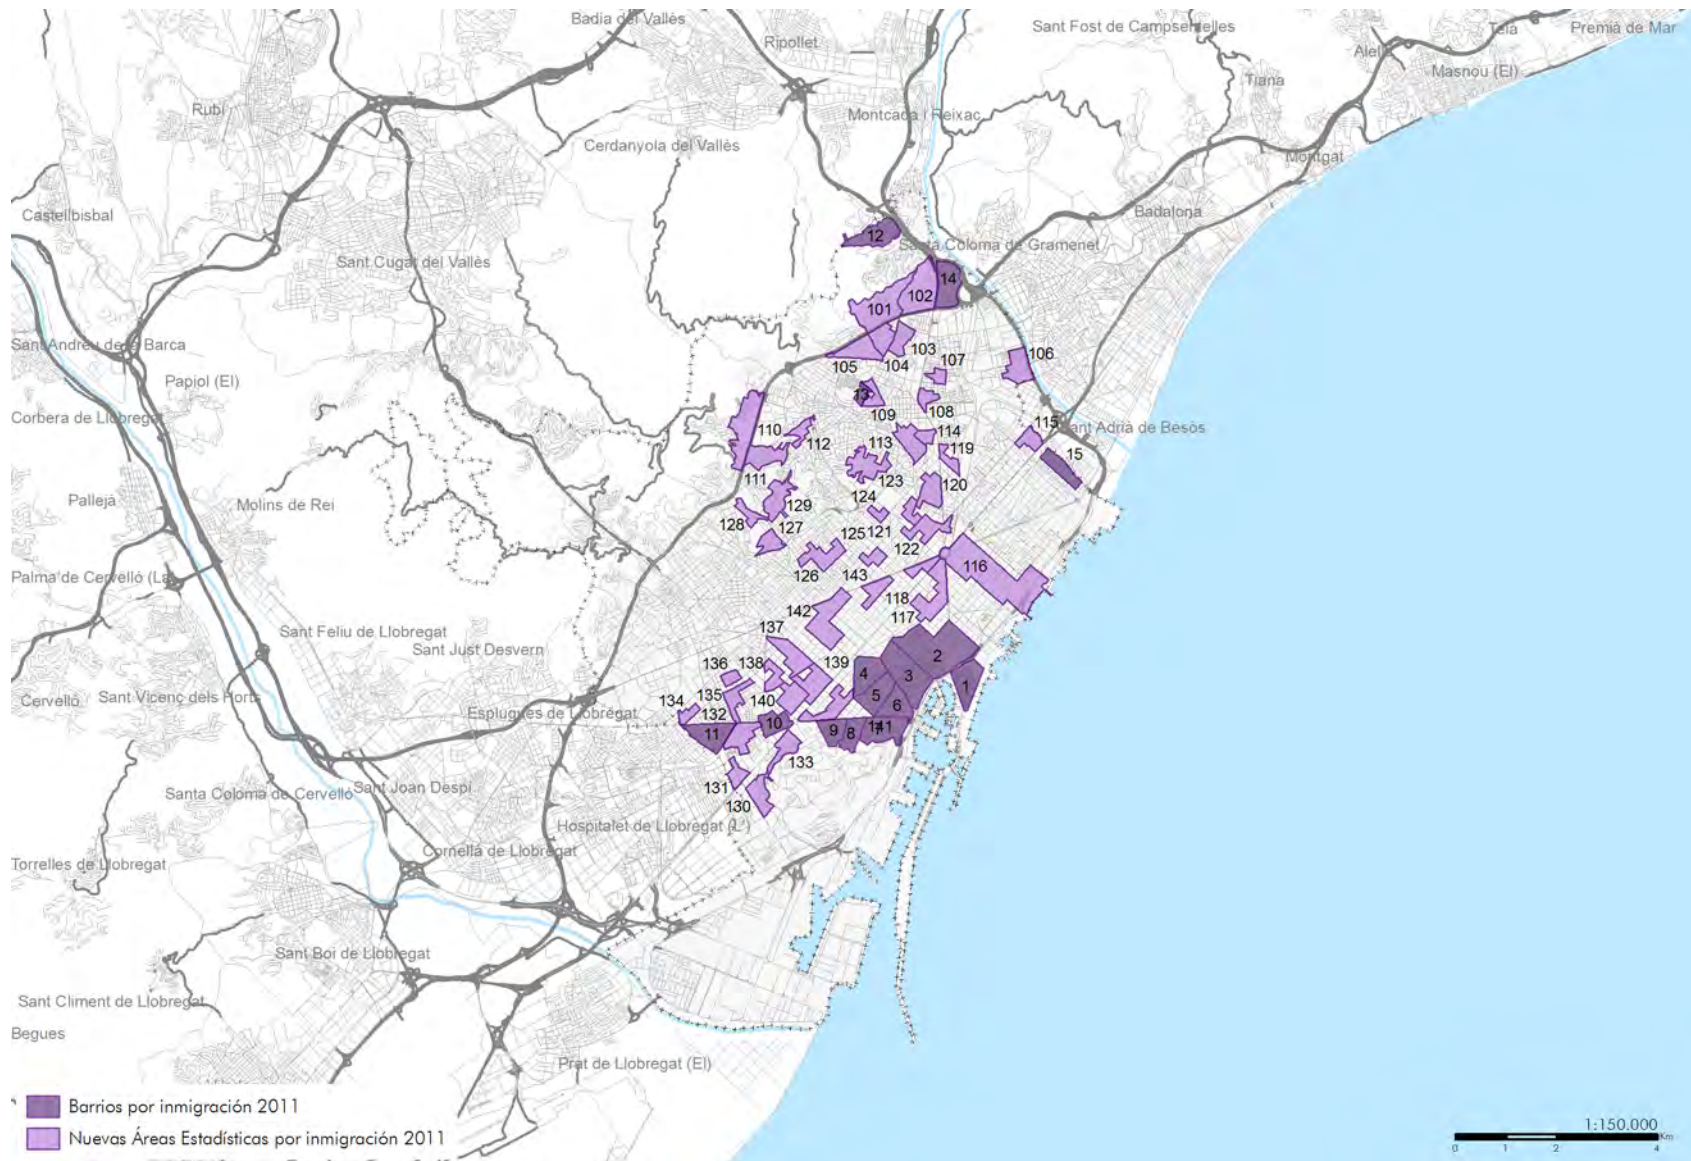 Badia del Vallès
Sant Fost de Campsentelles
Teià
Premià de Mar
Ripollet
Alella
Masnou (El)
Tiana
Rubí
Montcada i Reixac
Cerdanyola del Vallès
Montgat
Castellbisbal
Badalona
12
Santa Coloma de Gramenet
Sant Cugat del Vallès
14
102
101
Sant Andreu de la Barca
103
106
104
107
105
Papiol (El)
13
108
109
Corbera de Llobregat
110
112
113
114
115
Sant Adrià de Besòs
119
15
111
123
120
Pallejà
Molins de Rei
129
124
128
127
125
121
122
Palma de Cervelló (La
126
143
116
118
142
117
Sant Feliu de Llobregat
137
Sant Just Desvern
136
138
139
2
4
3
1
Cervelló
Sant Vicenç dels Horts
135
5
134
132
140
6
Esplugues de Llobregat
10
11
9
8
7
141
133
131
Santa Coloma de Cervelló
Sant Joan Despí
130
Hospitalet de Llobregat (L')
Cornellà de Llobregat
Torrelles de Llobregat
Sant Boi de Llobregat
Sant Climent de Llobregat
Begues
Prat de Llobregat (El)
Barrios por inmigración 2011
Nuevas Áreas Estadísticas por inmigración 2011
1:150.000
Km
0 1 2 4